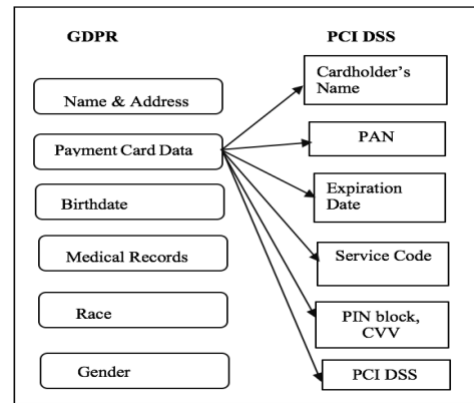 GDPR
PCI DSS
Name & Address
Payment Card Data
Birthdate
Medical Records
Race
Gender
Cardholder's
Name
PAN
Expiration
Date
Service Code
PIN block,
CVV
PCI DSS